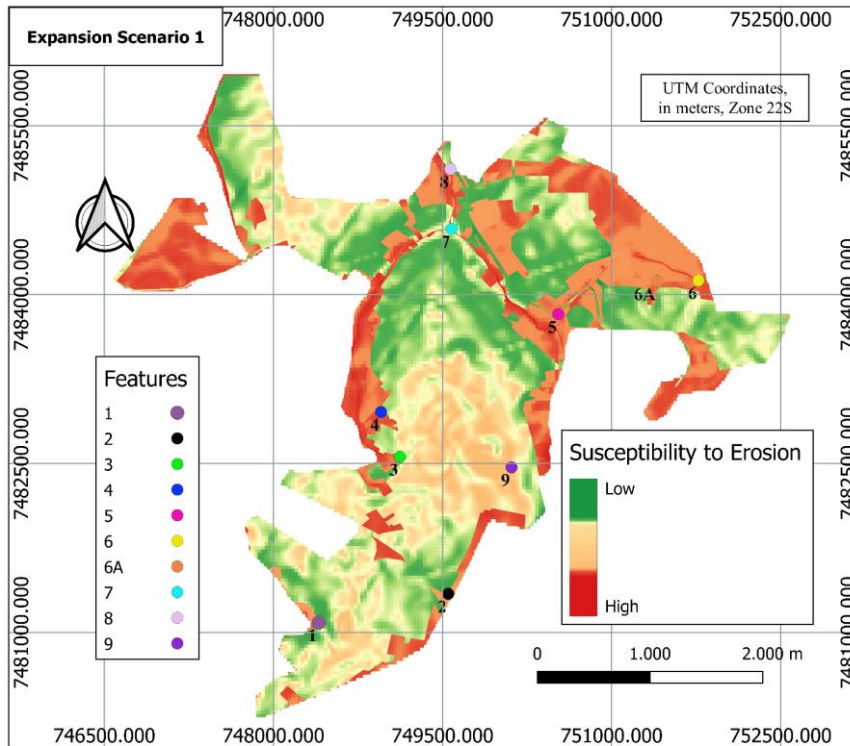 748000.000 749500.000 751000.000 752500.000
Expansion Scenario 1
UTM Coordinates,
in meters, Zone 22S
7485500.000 7485500.000
8
7
7484000.000 7484000.000
6A 6
5
Features
1
2
3
4
5
6
6A
7
8
9
4
3
9
7482500.000 7482500.000
Susceptibility to Erosion
Low
High
2
1
7481000.000 7481000.000
0 1.000 2.000 m
746500.000 748000.000 749500.000 751000.000 752500.000